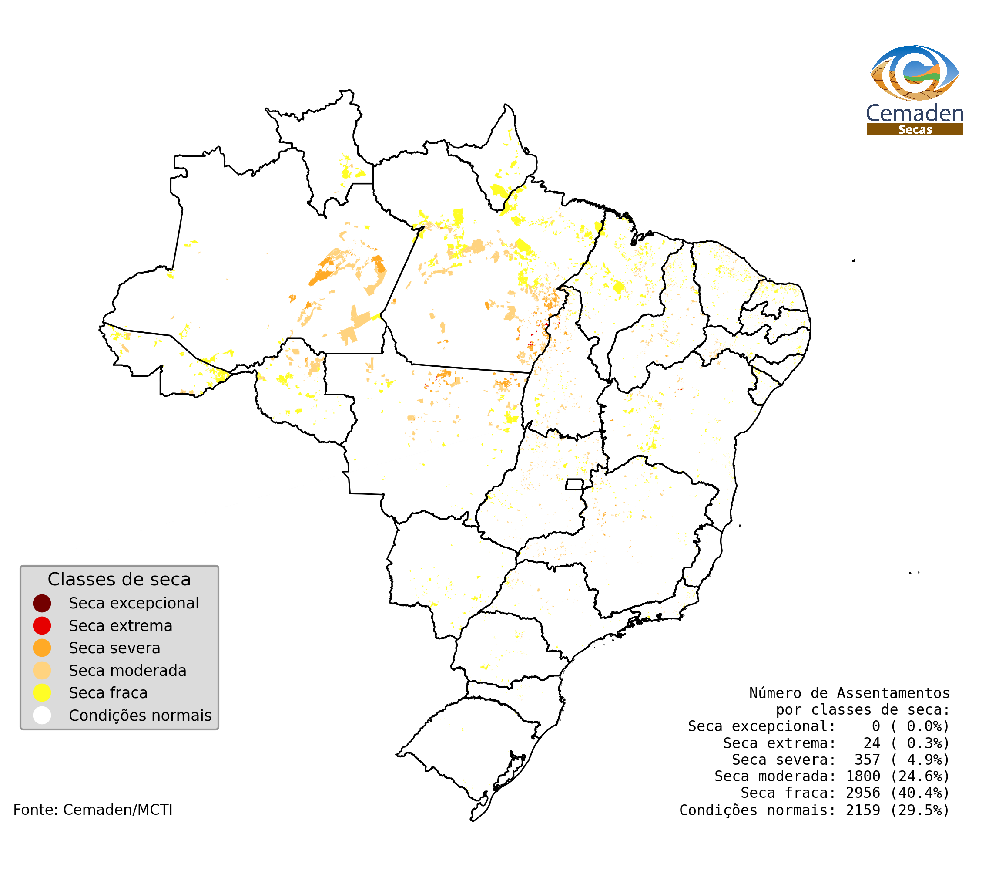 Cemaden
Secas
Classes de seca
Seca excepcional
Seca extrema
Seca severa
Seca moderada
Seca fraca
Condições normais
Número de Assentamentos
por classes de seca:
Seca excepcional: 0 ( 0.0%)
Seca extrema: 24 ( 0.3%)
Seca severa: 357 ( 4.9%)
Seca moderada: 1800 (24.6%)
Seca fraca: 2956 (40.4%)
Condições normais: 2159 (29.5%)
Fonte: Cemaden/MCTI